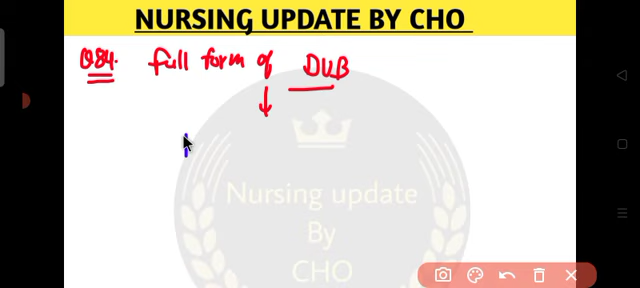 NURSING UPDATE BY CHO
Q84. Full form of DUB
Nursing update
By
CHO